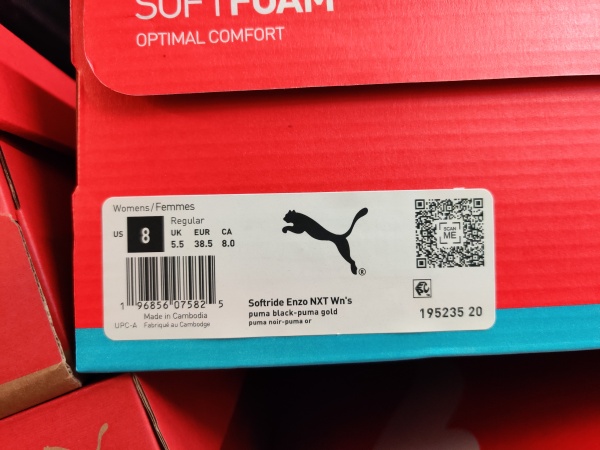 SOFTFOAM
OPTIMAL COMFORT
Womens/Femmes
Regular
US 8 UK EUR CA
5.5 38.5 8.0
1 96856 07582 5
Made in Cambodia
UPC-A Fabriqué au Cambodge
®
Softride Enzo NXT Wn's
puma black-puma gold
puma noir-puma or
SCAN
ME
195235 20